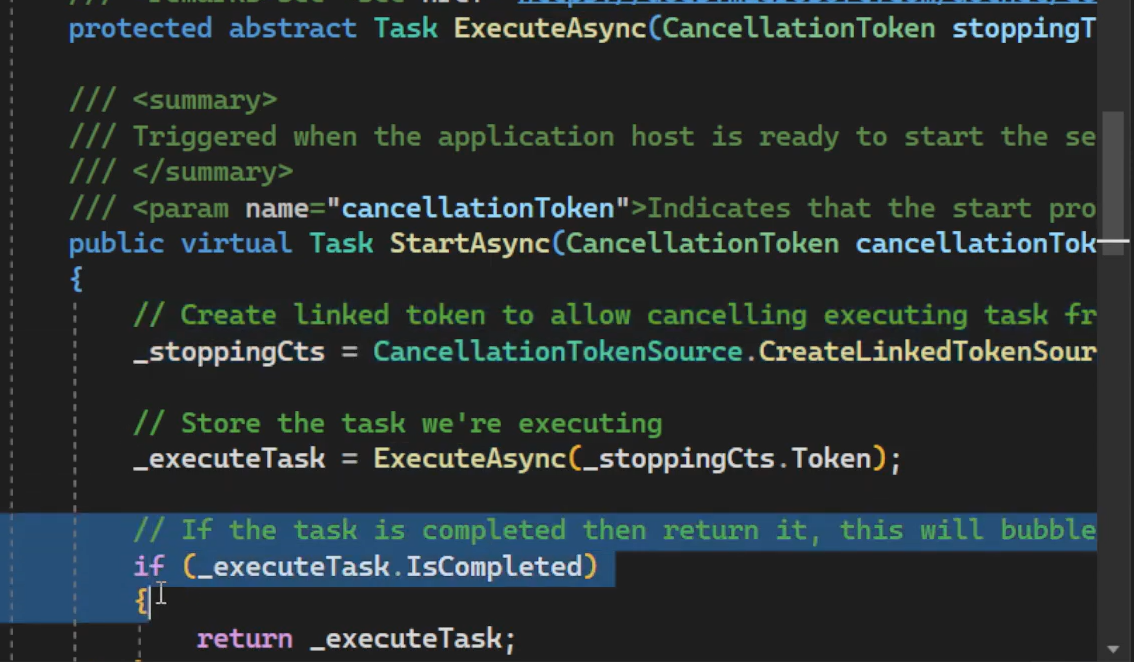 protected abstract Task ExecuteAsync(CancellationToken stoppingT
/// <summary>
/// Triggered when the application host is ready to start the se
/// </summary>
/// <param name="cancellationToken">Indicates that the start pro
public virtual Task StartAsync(CancellationToken cancellationTok
{
// Create linked token to allow cancelling executing task fr
_stoppingCts = CancellationTokenSource.CreateLinkedTokenSour
// Store the task we're executing
_executeTask = ExecuteAsync(_stoppingCts.Token);
// If the task is completed then return it, this will bubble
if (_executeTask.IsCompleted)
{
return _executeTask;